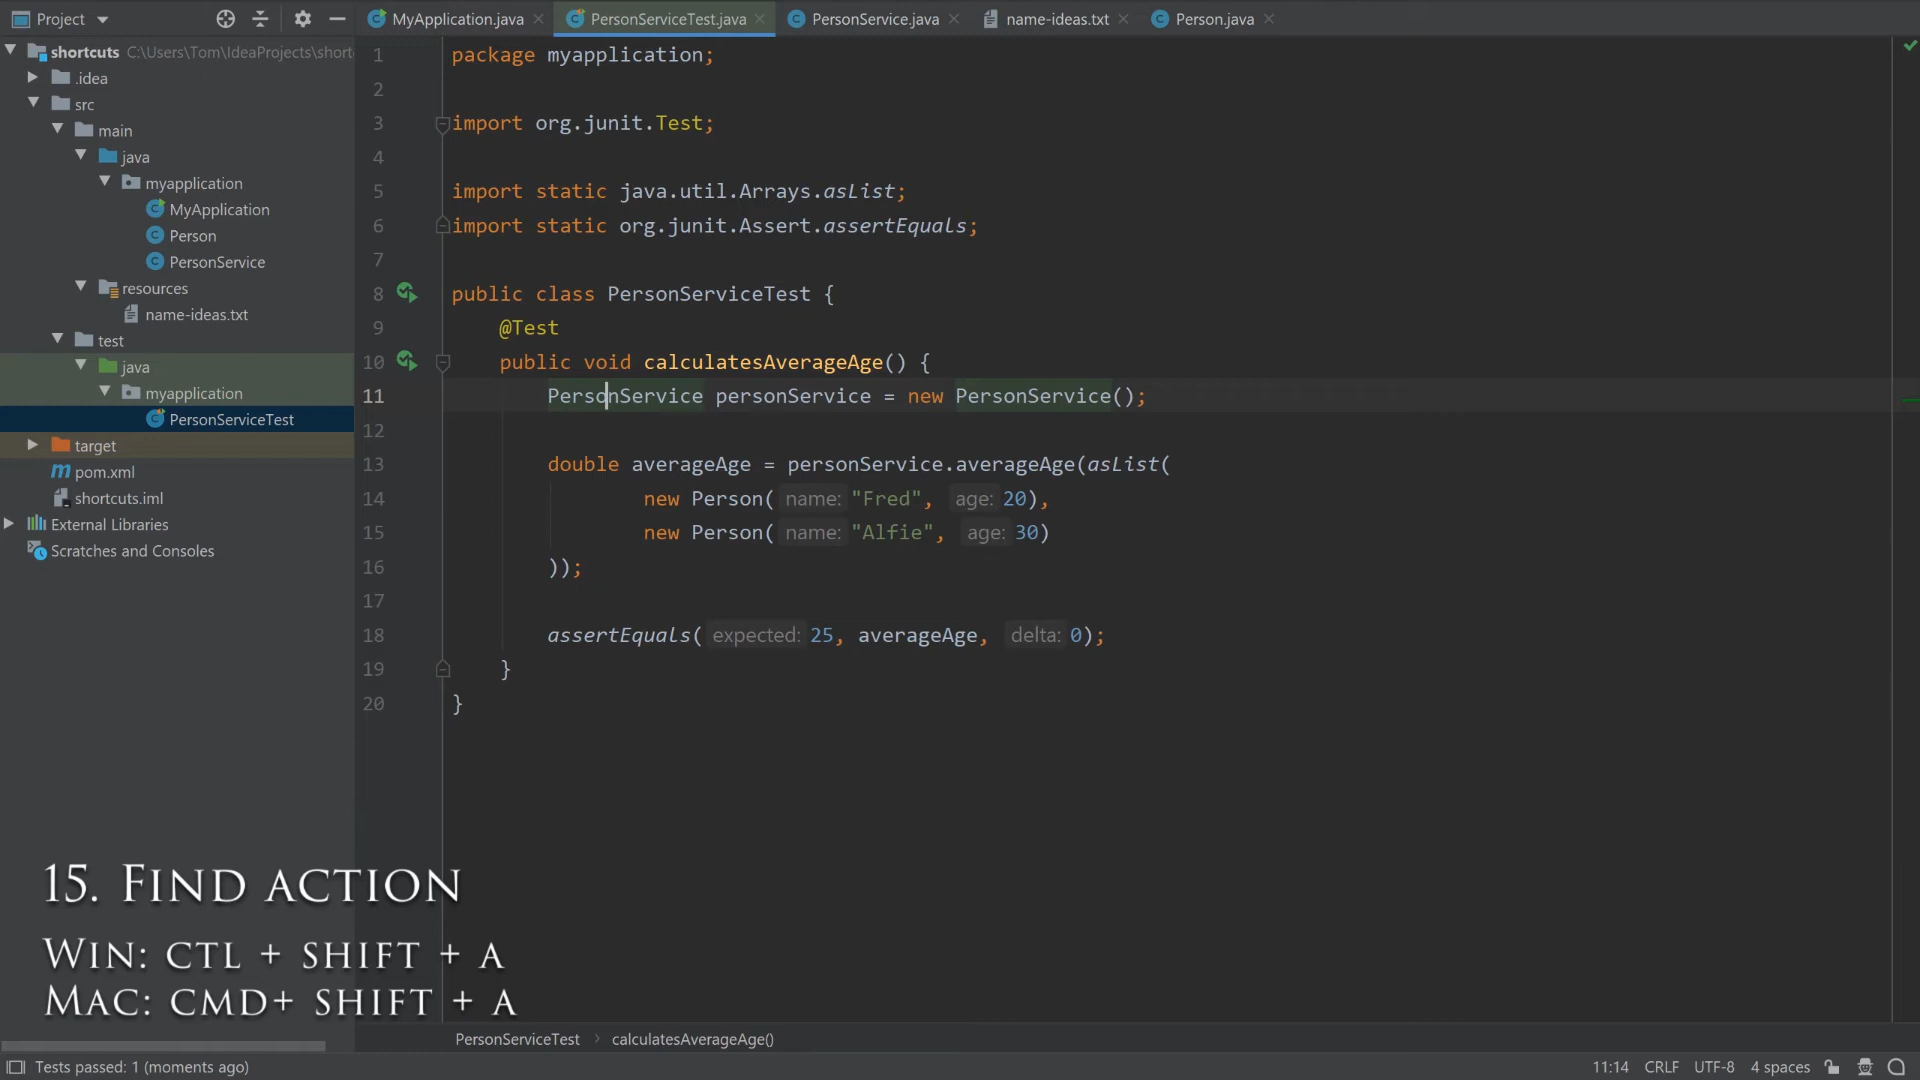 Project
MyApplication.java
PersonServiceTest.java
PersonService.java
name-ideas.txt
Person.java
shortcuts C:\Users\Tom\IdeaProjects\short
.idea
src
main
java
myapplication
MyApplication
Person
PersonService
resources
name-ideas.txt
test
java
myapplication
PersonServiceTest
target
pom.xml
shortcuts.iml
External Libraries
Scratches and Consoles
1 package myapplication;
2
3 import org.junit.Test;
4
5 import static java.util.Arrays.asList;
6 import static org.junit.Assert.assertEquals;
7
8 public class PersonServiceTest {
9 @Test
10 public void calculatesAverageAge() {
11 PersonService personService = new PersonService();
12
13 double averageAge = personService.averageAge(asList(
14 new Person( name: "Fred", age: 20),
15 new Person( name: "Alfie", age: 30)
16 ));
17
18 assertEquals( expected: 25, averageAge, delta: 0);
19 }
20 }
15. Find action
Win: ctl + shift + a
Mac: cmd+ shift + a
PersonServiceTest › calculatesAverageAge()
Tests passed: 1 (moments ago)
11:14 CRLF UTF-8 4 spaces